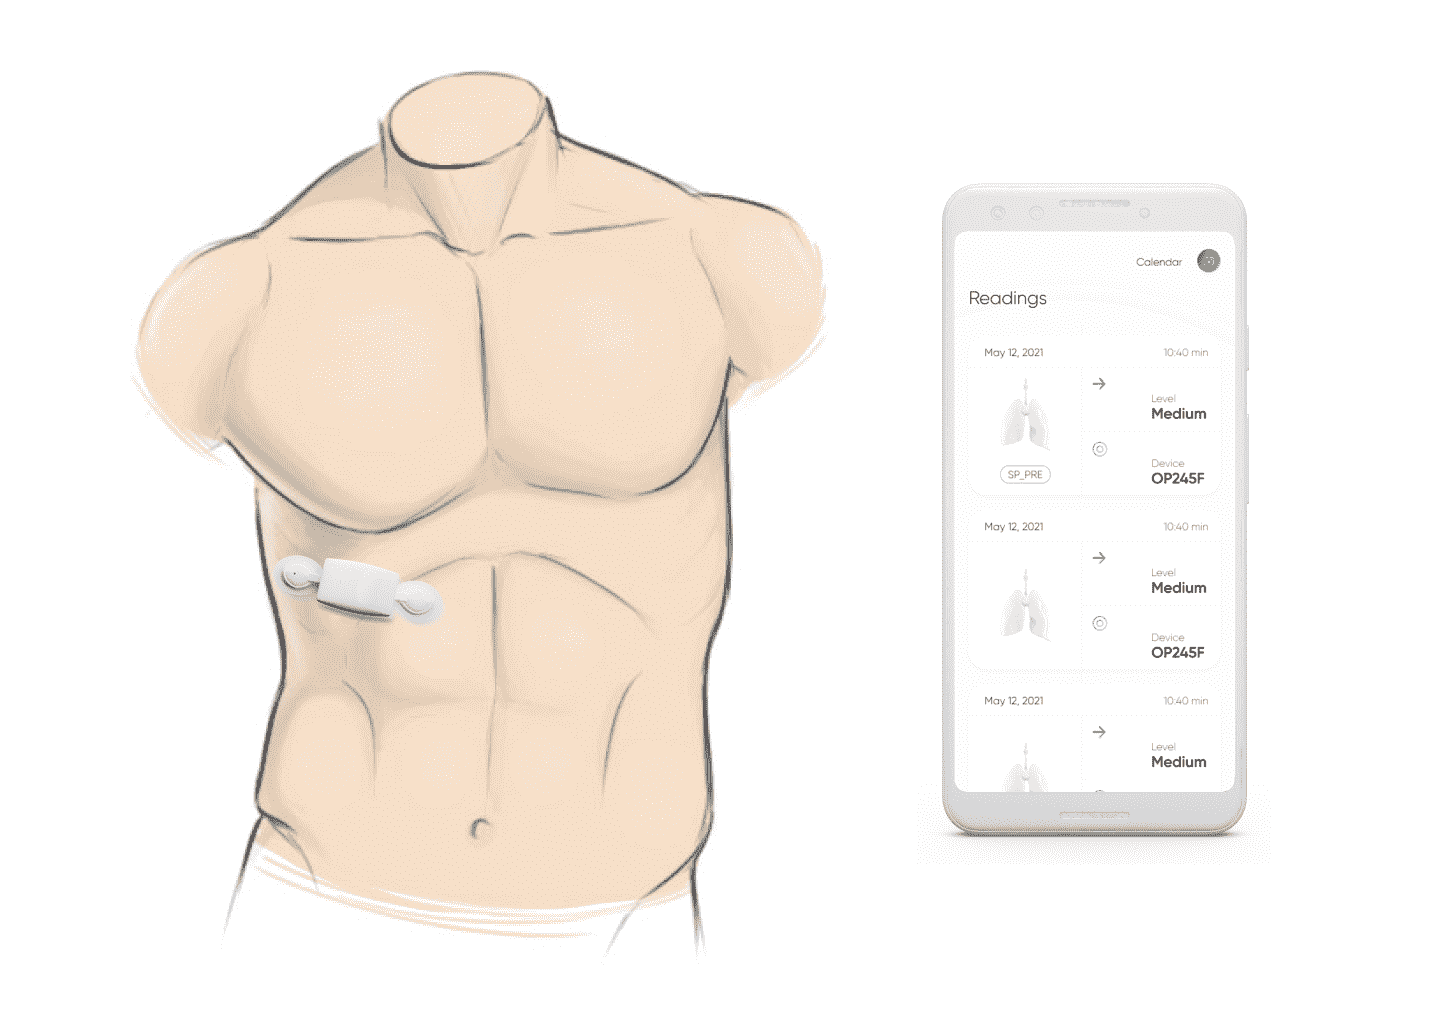 Calendar
Readings
May 12, 2021 10:40 min
Level
Medium
SP_PRE
Device
OP245F
May 12, 2021 10:40 min
Level
Medium
Device
OP245F
May 12, 2021 10:40 min
Level
Medium